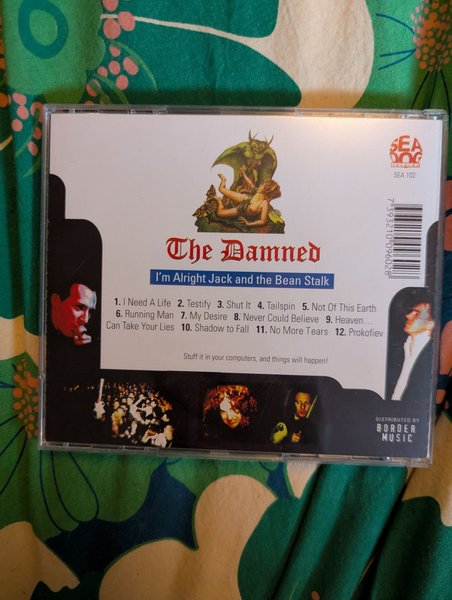 SEA
DOG
SEA 102
7 393210 096028
The Damned
I'm Alright Jack and the Bean Stalk
1. I Need A Life 2. Testify 3. Shut It 4. Tailspin 5. Not Of This Earth
6. Running Man 7. My Desire 8. Never Could Believe 9. Heaven...
Can Take Your Lies 10. Shadow to Fall 11. No More Tears 12. Prokofiev
Stuff it in your computers, and things will happen!
DISTRIBUTED BY
BORDER
MUSIC